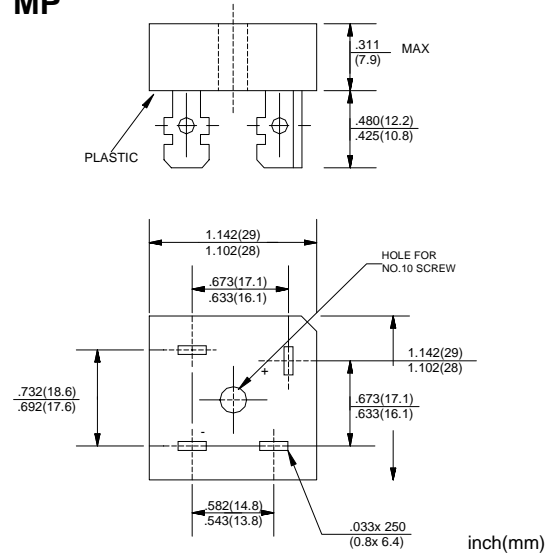 MP
.311
(7.9)
MAX
.480(12.2)
.425(10.8)
PLASTIC
1.142(29)
1.102(28)
HOLE FOR
NO.10 SCREW
.673(17.1)
.633(16.1)
1.142(29)
1.102(28)
+
.732(18.6)
.692(17.6)
.673(17.1)
.633(16.1)
-
.582(14.8)
.543(13.8)
.033x 250
(0.8x 6.4)
inch(mm)